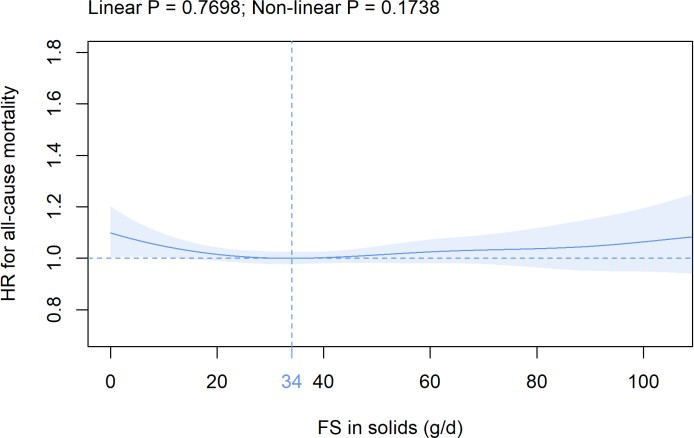 Linear P = 0.7698; Non-linear P = 0.1738
HR for all-cause mortality
1.8
1.6
1.4
1.2
1.0
0.8
0 20 34 40 60 80 100
FS in solids (g/d)